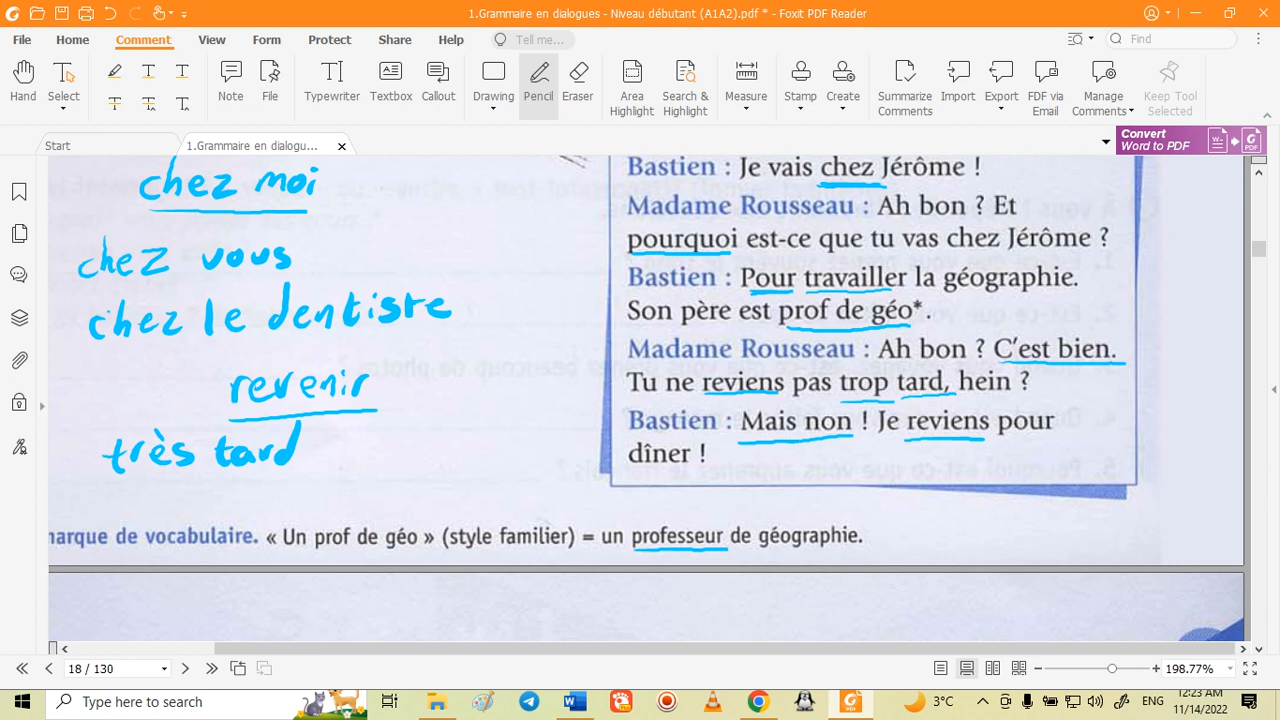 1.Grammaire en dialogues - Niveau débutant (A1A2).pdf * - Foxit PDF Reader
File Home Comment View Form Protect Share Help Tell me... Find
Hand Select Note File Typewriter Textbox Callout Drawing Pencil Eraser Area Highlight Search & Highlight Measure Stamp Create Summarize Comments Import Export FDF via Email Manage Comments Keep Tool Selected
Start 1.Grammaire en dialogu... Convert Word to PDF
chez moi
chez vous
chez le dentiste
revenir
très tard
Bastien : Je vais chez Jérôme !
Madame Rousseau : Ah bon ? Et
pourquoi est-ce que tu vas chez Jérôme ?
Bastien : Pour travailler la géographie.
Son père est prof de géo*.
Madame Rousseau : Ah bon ? C'est bien.
Tu ne reviens pas trop tard, hein ?
Bastien : Mais non ! Je reviens pour
dîner !
marque de vocabulaire. « Un prof de géo » (style familier) = un professeur de géographie.
18 / 130 198.77%
Type here to search 3°C ENG 12:23 AM
11/14/2022